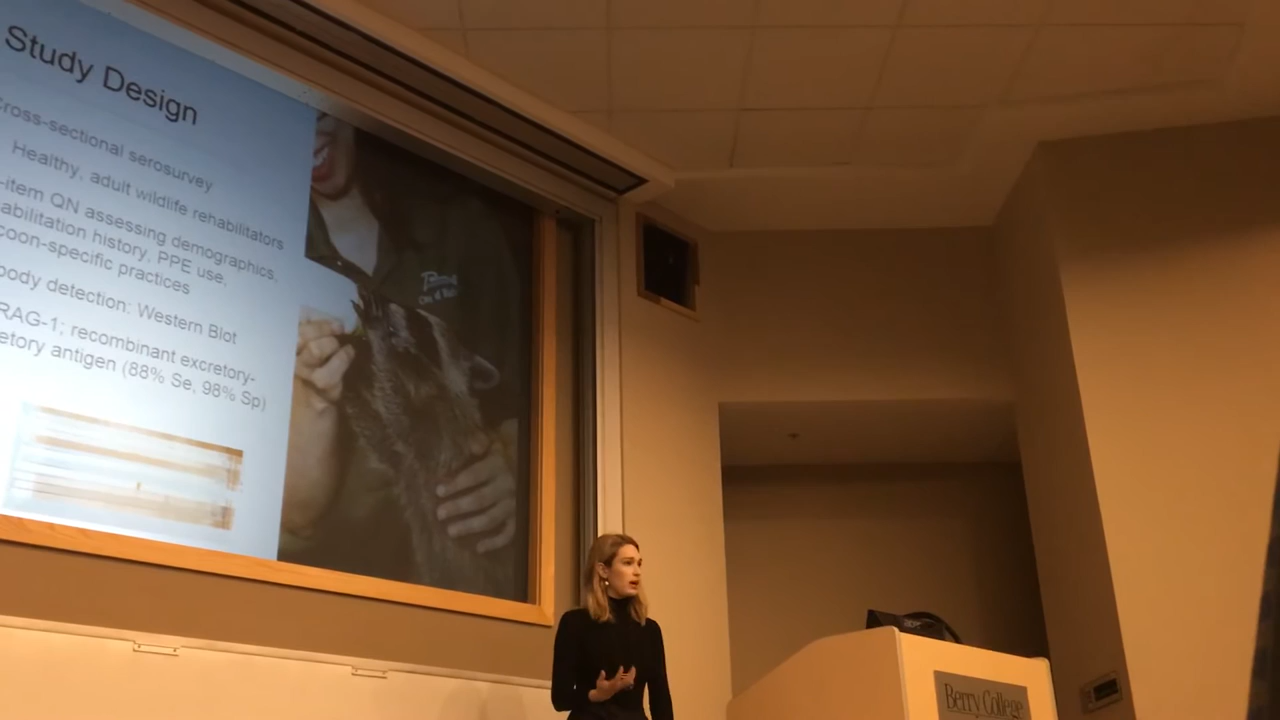 Study Design
Cross-sectional serosurvey
Healthy, adult wildlife rehabilitators
-item QN assessing demographics,
abilitation history, PPE use,
coon-specific practices
body detection: Western Blot
RAG-1; recombinant excretory-
etory antigen (88% Se, 98% Sp)
Berry College